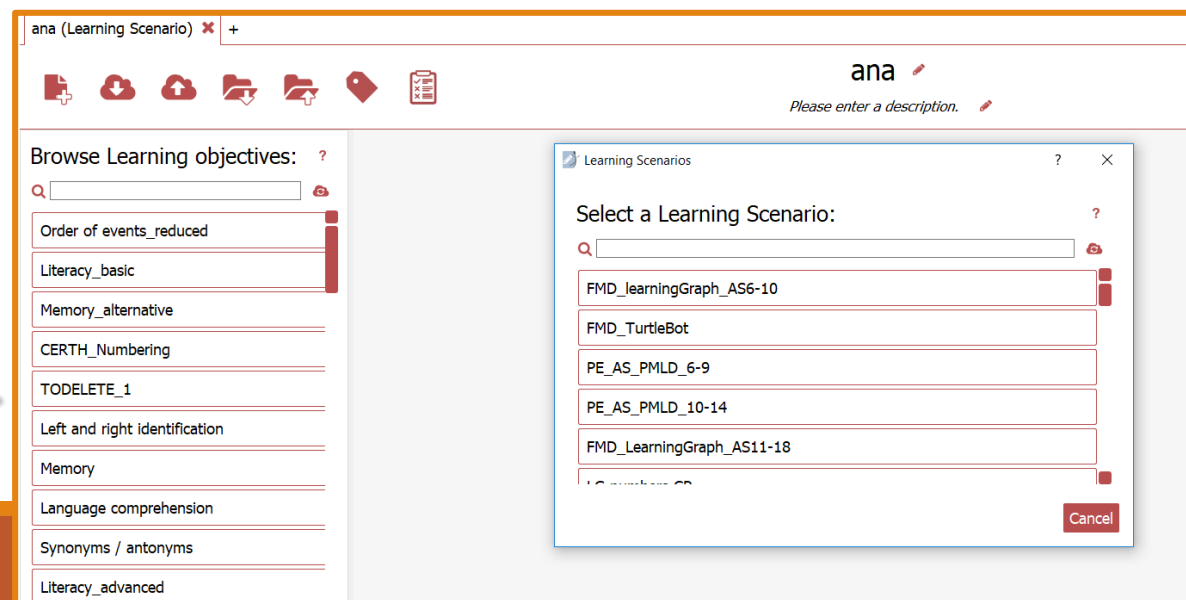 ana (Learning Scenario) ✖ +
ana
Please enter a description.
Browse Learning objectives: ?
Order of events_reduced
Literacy_basic
Memory_alternative
CERTH_Numbering
TODELETE_1
Left and right identification
Memory
Language comprehension
Synonyms / antonyms
Literacy_advanced
Learning Scenarios ? ×
Select a Learning Scenario: ?
FMD_learningGraph_AS6-10
FMD_TurtleBot
PE_AS_PMLD_6-9
PE_AS_PMLD_10-14
FMD_LearningGraph_AS11-18
Cancel